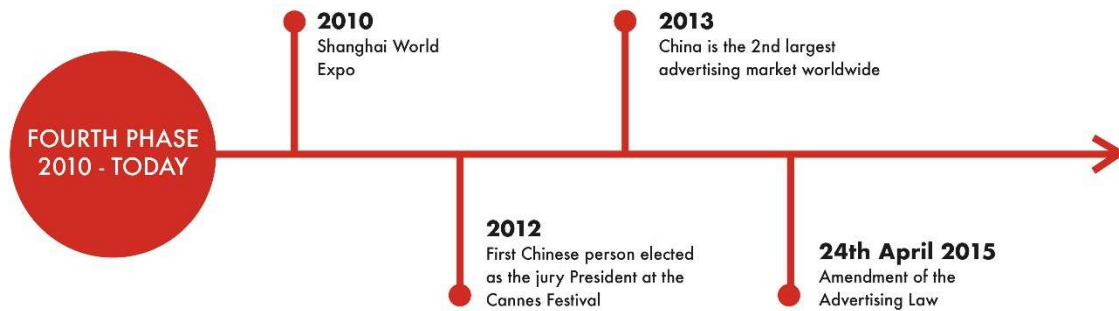 FOURTH PHASE
2010 - TODAY
2010
Shanghai World
Expo
2012
First Chinese person elected
as the jury President at the
Cannes Festival
2013
China is the 2nd largest
advertising market worldwide
24th April 2015
Amendment of the
Advertising Law